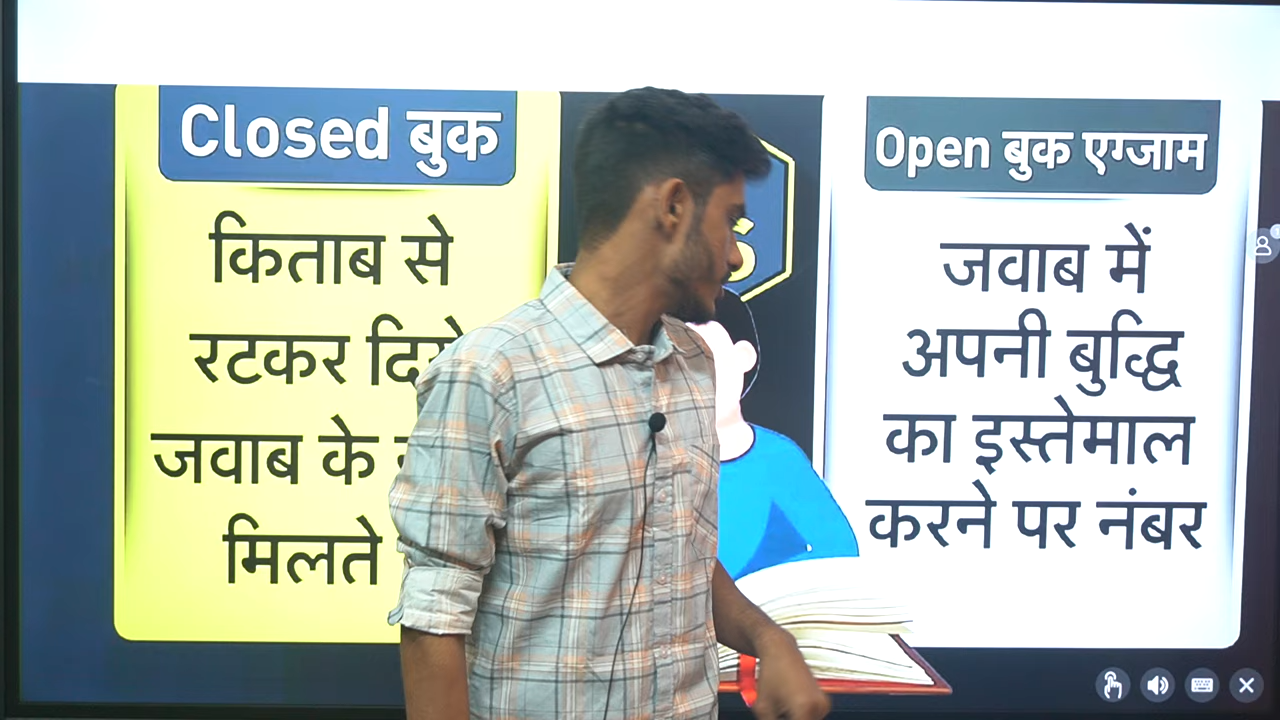 Closed बुक
किताब से
रटकर
जवाब के
मिलते
Open बुक एग्जाम
जवाब में
अपनी बुद्धि
का इस्तेमाल
करने पर नंबर